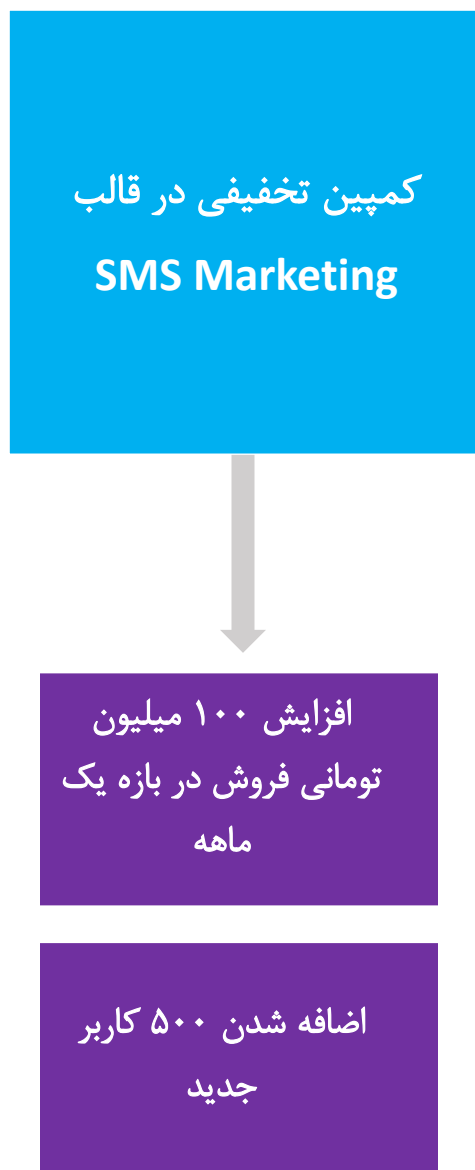 کمپین تخفیفی در قالب
SMS Marketing
افزایش ۱۰۰ میلیون
تومانی فروش در بازه یک
ماهه
اضافه شدن ۵۰۰ کاربر
جدید